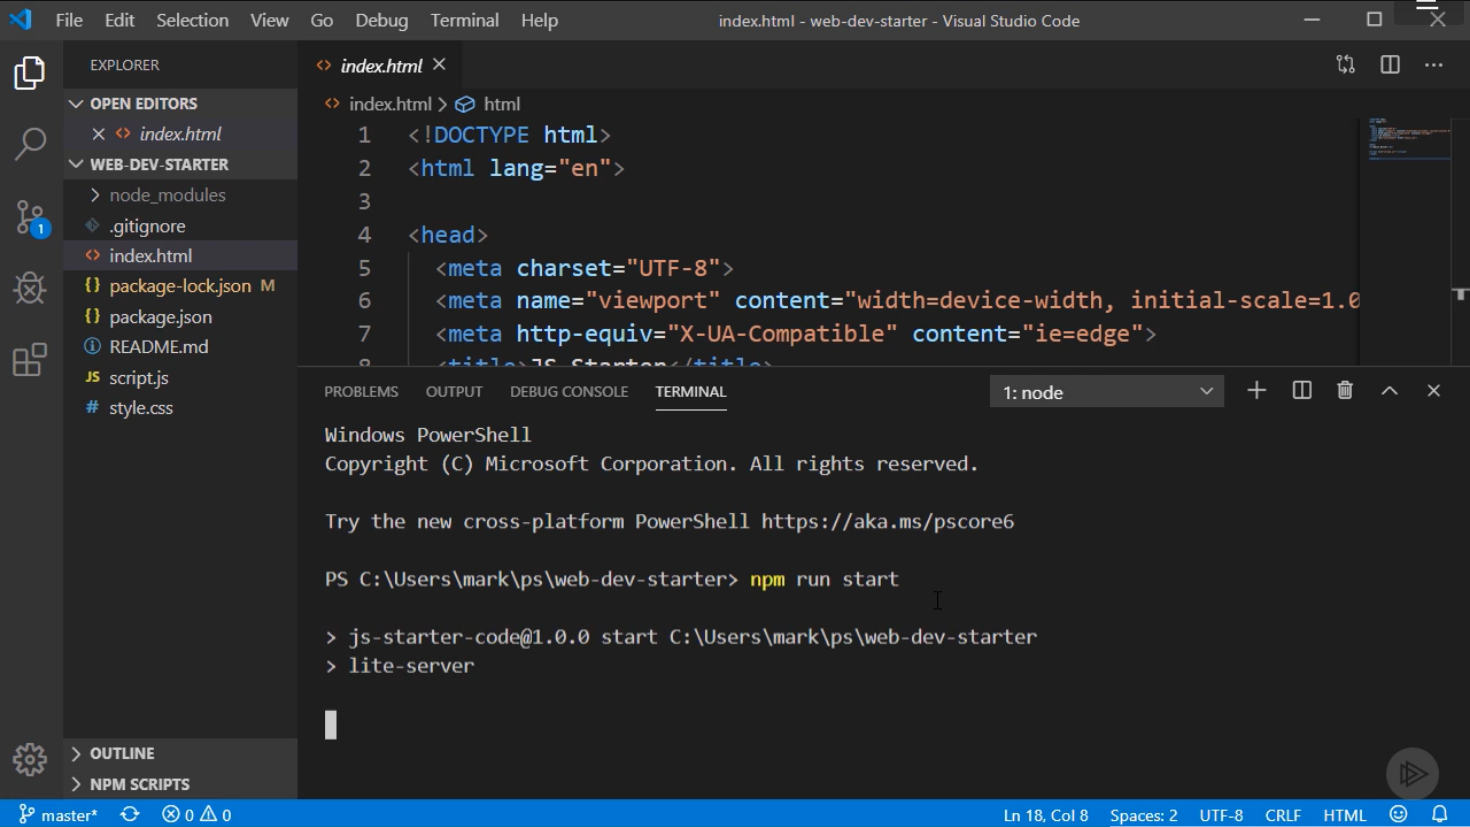 File Edit Selection View Go Debug Terminal Help
index.html - web-dev-starter - Visual Studio Code
EXPLORER
OPEN EDITORS
index.html
WEB-DEV-STARTER
node_modules
.gitignore
index.html
package-lock.json M
package.json
README.md
JS script.js
# style.css
OUTLINE
NPM SCRIPTS
1
index.html
index.html > html
1 <!DOCTYPE html>
2 <html lang="en">
3
4 <head>
5 <meta charset="UTF-8">
6 <meta name="viewport" content="width=device-width, initial-scale=1.0
7 <meta http-equiv="X-UA-Compatible" content="ie=edge">
8 <title>JS Starter</title>
PROBLEMS OUTPUT DEBUG CONSOLE TERMINAL 1: node
Windows PowerShell
Copyright (C) Microsoft Corporation. All rights reserved.
Try the new cross-platform PowerShell https://aka.ms/pscore6
PS C:\Users\mark\ps\web-dev-starter> npm run start
> js-starter-code@1.0.0 start C:\Users\mark\ps\web-dev-starter
> lite-server
master* 0 0 Ln 18, Col 8 Spaces: 2 UTF-8 CRLF HTML